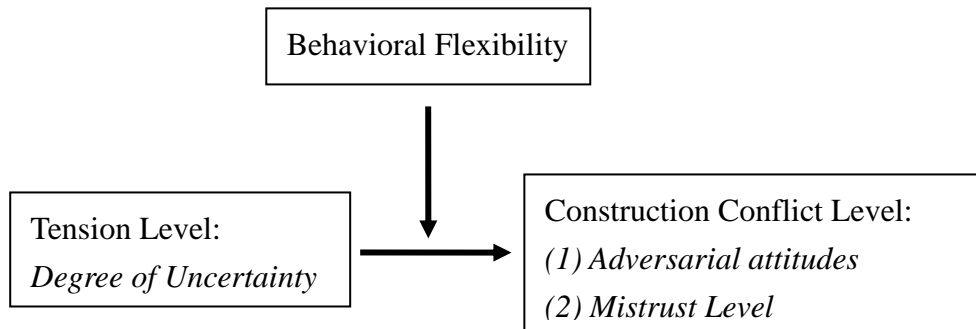 Behavioral Flexibility
Tension Level:
Degree of Uncertainty
Construction Conflict Level:
(1) Adversarial attitudes
(2) Mistrust Level